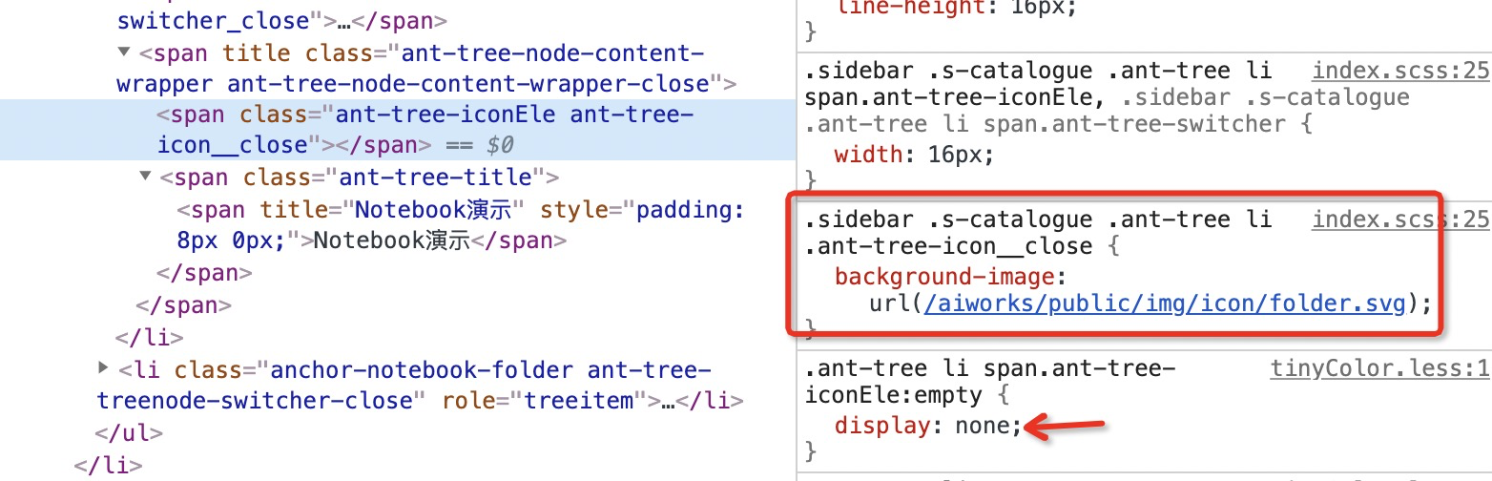 switcher_close">…</span>
▼<span title class="ant-tree-node-content-
wrapper ant-tree-node-content-wrapper-close">
<span class="ant-tree-iconEle ant-tree-
icon__close"></span> == $0
▼<span class="ant-tree-title">
<span title="Notebook演示" style="padding:
8px 0px;">Notebook演示</span>
</span>
</span>
</li>
▶<li class="anchor-notebook-folder ant-tree-
treenode-switcher-close" role="treeitem">…</li>
</ul>
</li>
line-height: 16px;
}
.sidebar .s-catalogue .ant-tree li index.scss:25
span.ant-tree-iconEle, .sidebar .s-catalogue
.ant-tree li span.ant-tree-switcher {
width: 16px;
}
.sidebar .s-catalogue .ant-tree li index.scss:25
.ant-tree-icon__close {
background-image:
url(/aiworks/public/img/icon/folder.svg);
}
.ant-tree li span.ant-tree- tinyColor.less:1
iconEle:empty {
display: none;
}